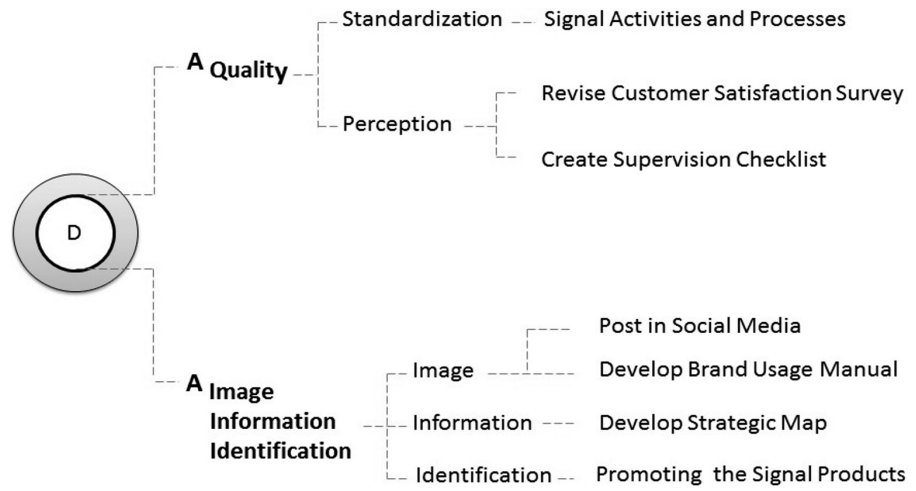 Standardization
Signal Activities and Processes
A Quality
Revise Customer Satisfaction Survey
Perception
Create Supervision Checklist
D
Post in Social Media
Image
Develop Brand Usage Manual
A Image
Information
Identification
Information
Develop Strategic Map
Identification
Promoting the Signal Products